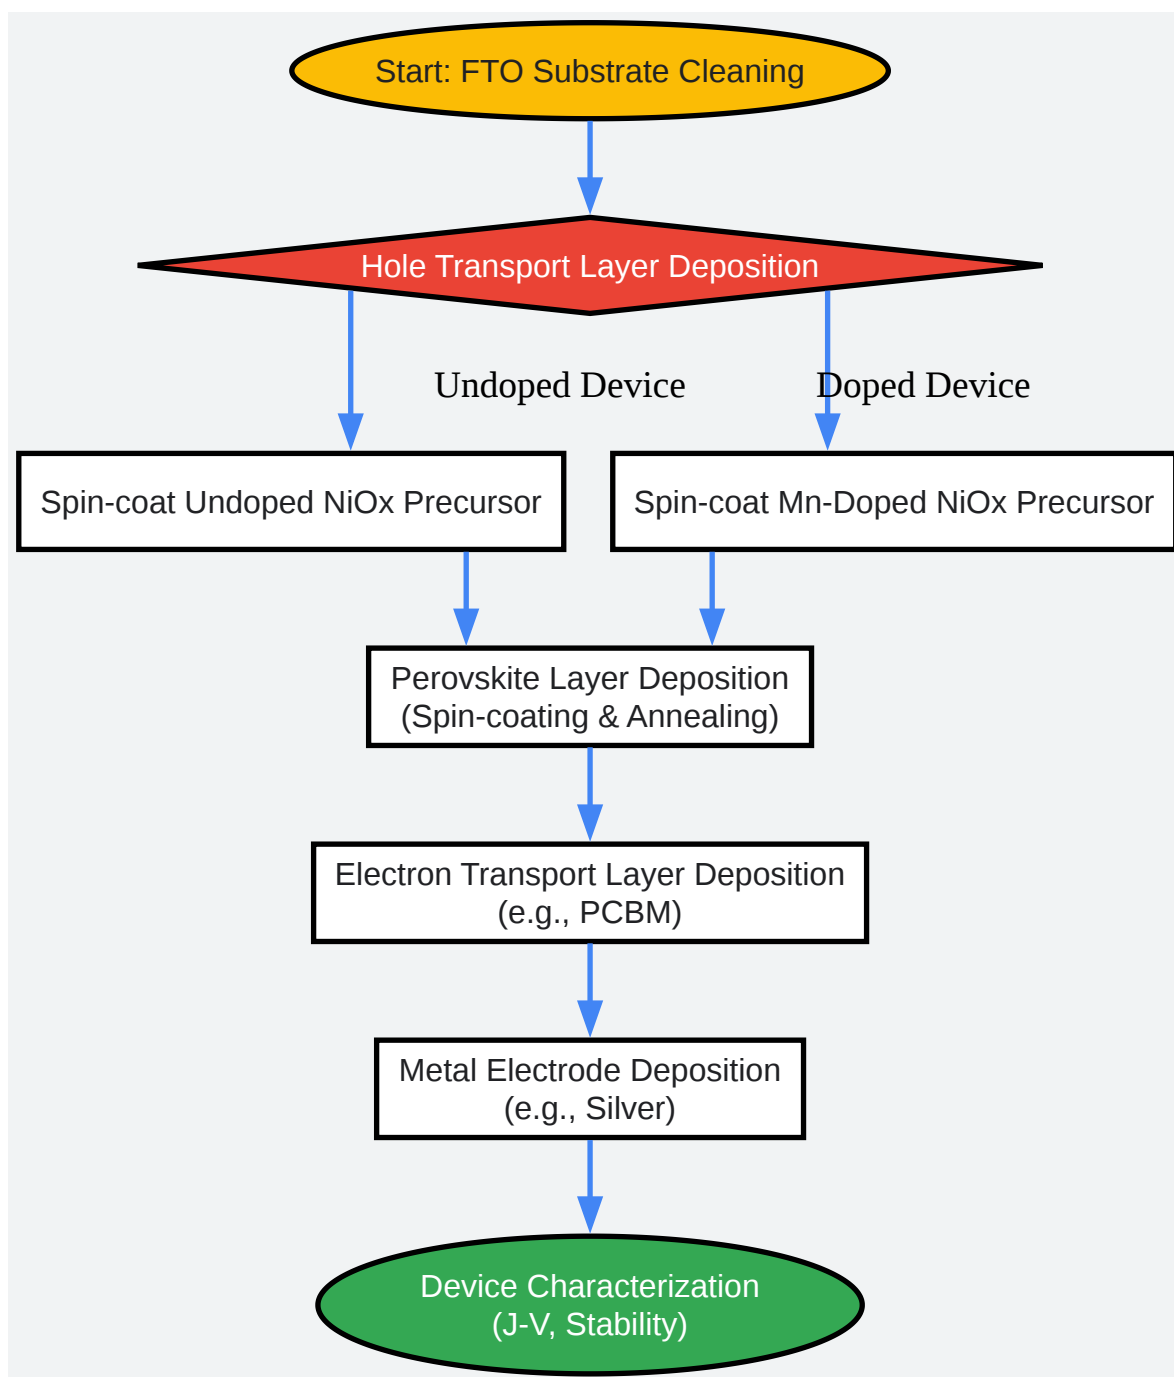 Start: FTO Substrate Cleaning
Hole Transport Layer Deposition
Undoped Device
Doped Device
Spin-coat Undoped NiOx Precursor
Spin-coat Mn-Doped NiOx Precursor
Perovskite Layer Deposition
(Spin-coating & Annealing)
Electron Transport Layer Deposition
(e.g., PCBM)
Metal Electrode Deposition
(e.g., Silver)
Device Characterization
(J-V, Stability)